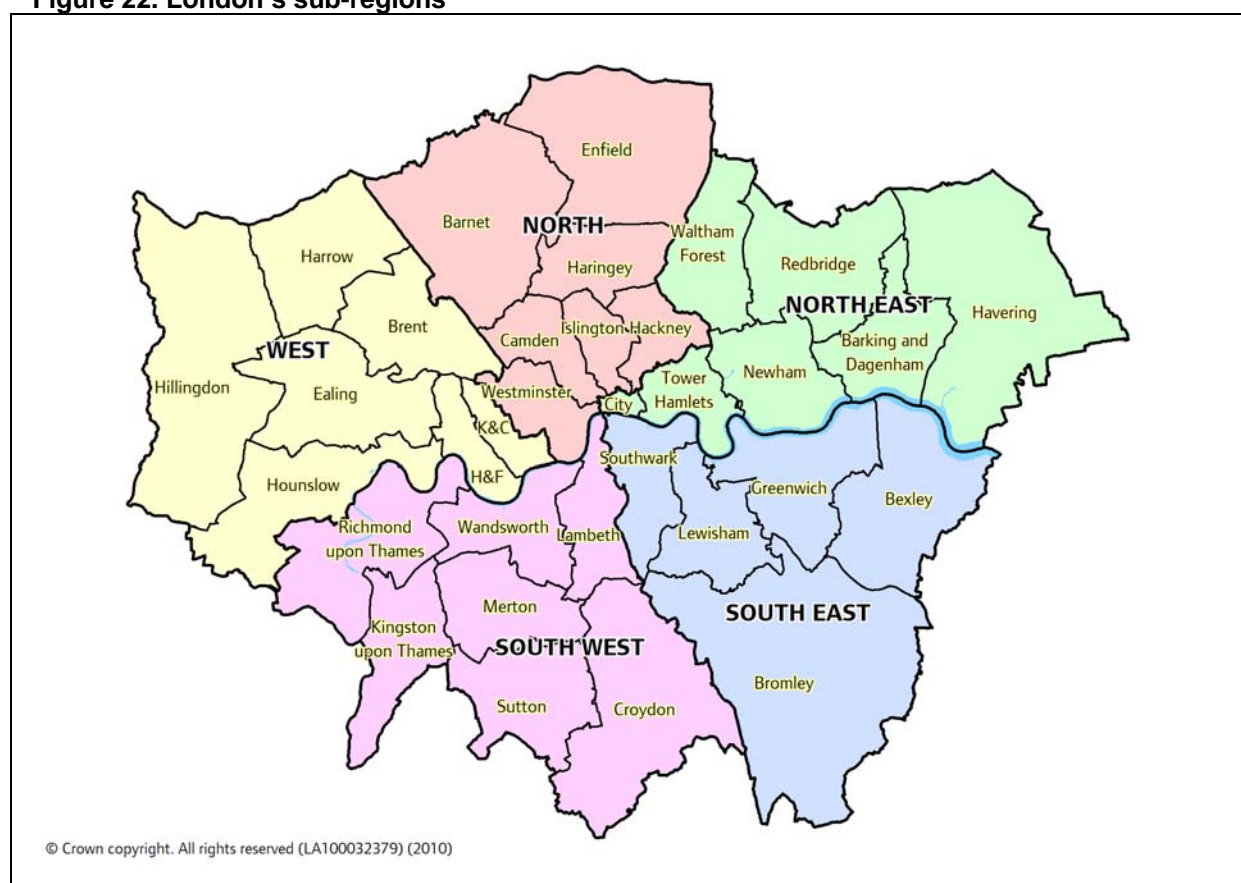 Figure 22: London's sub-regions
Enfield
Barnet
NORTH
Waltham
Forest
Harrow
Haringey
Redbridge
NORTH EAST
Havering
Brent
Camden
Islington
Hackney
Barking and
Dagenham
WEST
Hillingdon
Ealing
Westminster
Tower
Hamlets
Newham
City
K&C
Southwark
H&F
Hounslow
Greenwich
Bexley
Richmond
upon Thames
Wandsworth
Lambeth
Lewisham
Merton
SOUTH EAST
Kingston
upon Thames
SOUTH WEST
Bromley
Sutton
Croydon
© Crown copyright. All rights reserved (LA100032379) (2010)